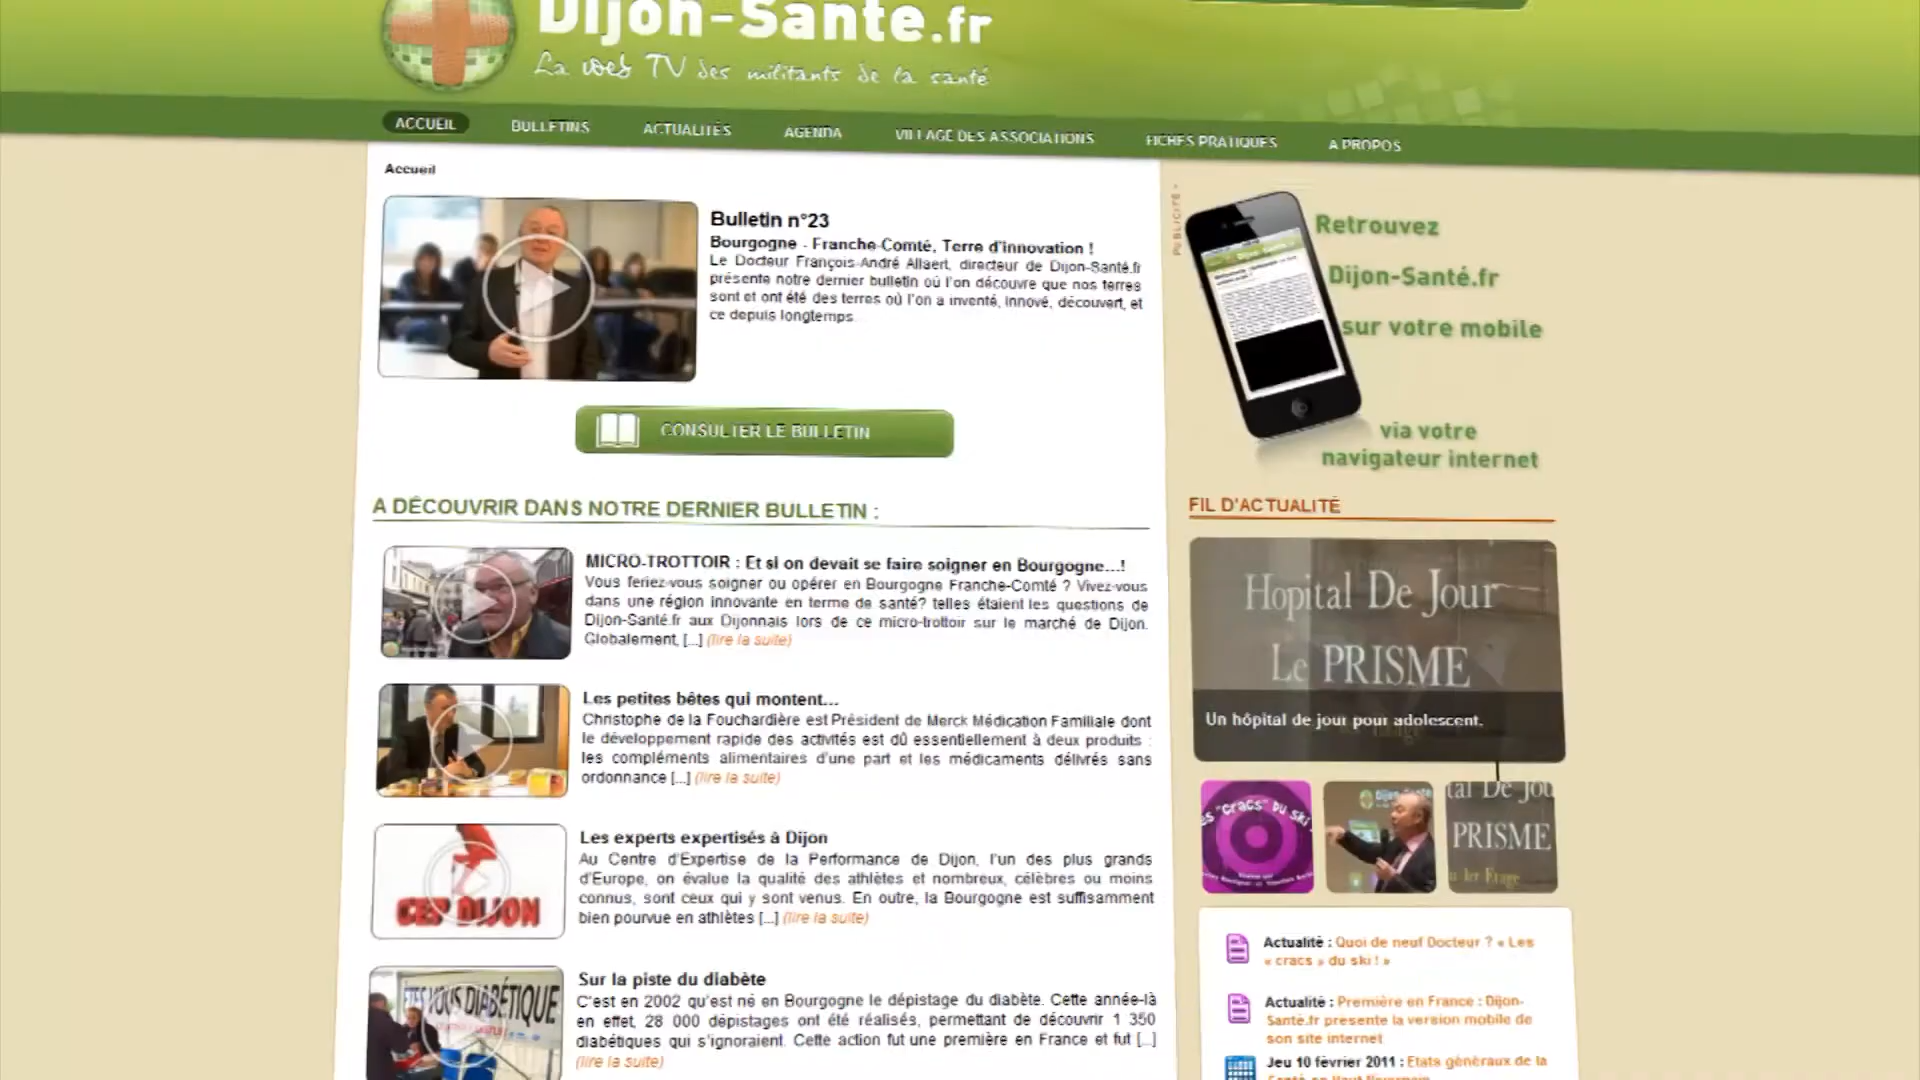 Dijon-Sante.fr
La web TV des militants de la santé
ACCUEIL BULLETINS ACTUALITÉS AGENDA VILLAGE DES ASSOCIATIONS FICHES PRATIQUES A PROPOS
Accueil
Bulletin n°23
Bourgogne - Franche-Comté, Terre d'innovation !
Le Docteur François-André Allaert, directeur de Dijon-Santé.fr
présente notre dernier bulletin où l'on découvre que nos terres
sont et ont été des terres où l'on a inventé, innové, découvert, et
ce depuis longtemps.
CONSULTER LE BULLETIN
PUBLICITÉ
Retrouvez
Dijon-Santé.fr
sur votre mobile
via votre
navigateur internet
A DÉCOUVRIR DANS NOTRE DERNIER BULLETIN :
MICRO-TROTTOIR : Et si on devait se faire soigner en Bourgogne...!
Vous feriez-vous soigner ou opérer en Bourgogne Franche-Comté ? Vivez-vous
dans une région innovante en terme de santé? telles étaient les questions de
Dijon-Santé.fr aux Dijonnais lors de ce micro-trottoir sur le marché de Dijon.
Globalement, [...] (lire la suite)
Les petites bêtes qui montent...
Christophe de la Fouchardière est Président de Merck Médication Familiale dont
le développement rapide des activités est dû essentiellement à deux produits :
les compléments alimentaires d'une part et les médicaments délivrés sans
ordonnance [...] (lire la suite)
CEP DIJON
Les experts expertisés à Dijon
Au Centre d'Expertise de la Performance de Dijon, l'un des plus grands
d'Europe, on évalue la qualité des athlètes et nombreux, célèbres ou moins
connus, sont ceux qui y sont venus. En outre, la Bourgogne est suffisamment
bien pourvue en athlètes [...] (lire la suite)
VOUS DIABÉTIQUE
Sur la piste du diabète
C'est en 2002 qu'est né en Bourgogne le dépistage du diabète. Cette année-là
en effet, 28 000 dépistages ont été réalisés, permettant de découvrir 1 350
diabétiques qui s'ignoraient. Cette action fut une première en France et fut [...]
(lire la suite)
FIL D'ACTUALITÉ
Hopital De Jour
Le PRISME
Un hôpital de jour pour adolescent.
"cracs" du ski
Dijon-Sante
tal De Jou
PRISME
1er Etage
Actualité : Quoi de neuf Docteur ? « Les
« cracs » du ski ! »
Actualité : Première en France : Dijon-
Santé.fr presente la version mobile de
son site internet
Jeu 10 février 2011 : Etats généraux de la